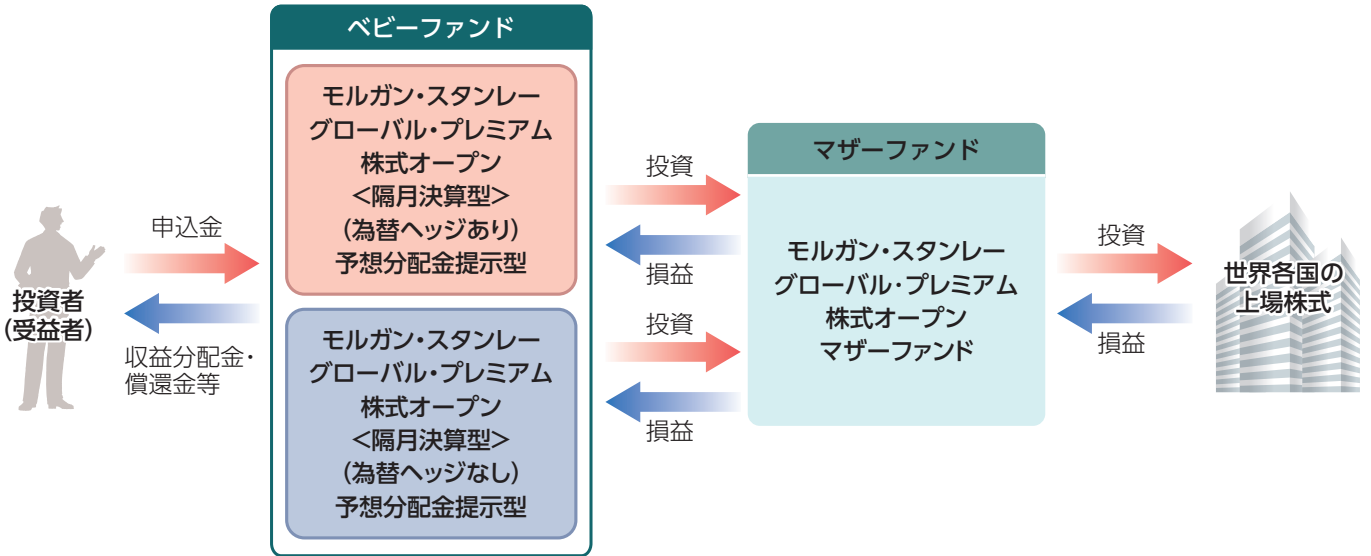 ベビーファンド
モルガン・スタンレー
グローバル・プレミアム
株式オープン
<隔月決算型>
(為替ヘッジあり)
予想分配金提示型
モルガン・スタンレー
グローバル・プレミアム
株式オープン
<隔月決算型>
(為替ヘッジなし)
予想分配金提示型
投資者
(受益者)
申込金
収益分配金・
償還金等
投資
損益
投資
損益
マザーファンド
モルガン・スタンレー
グローバル・プレミアム
株式オープン
マザーファンド
投資
損益
世界各国の
上場株式